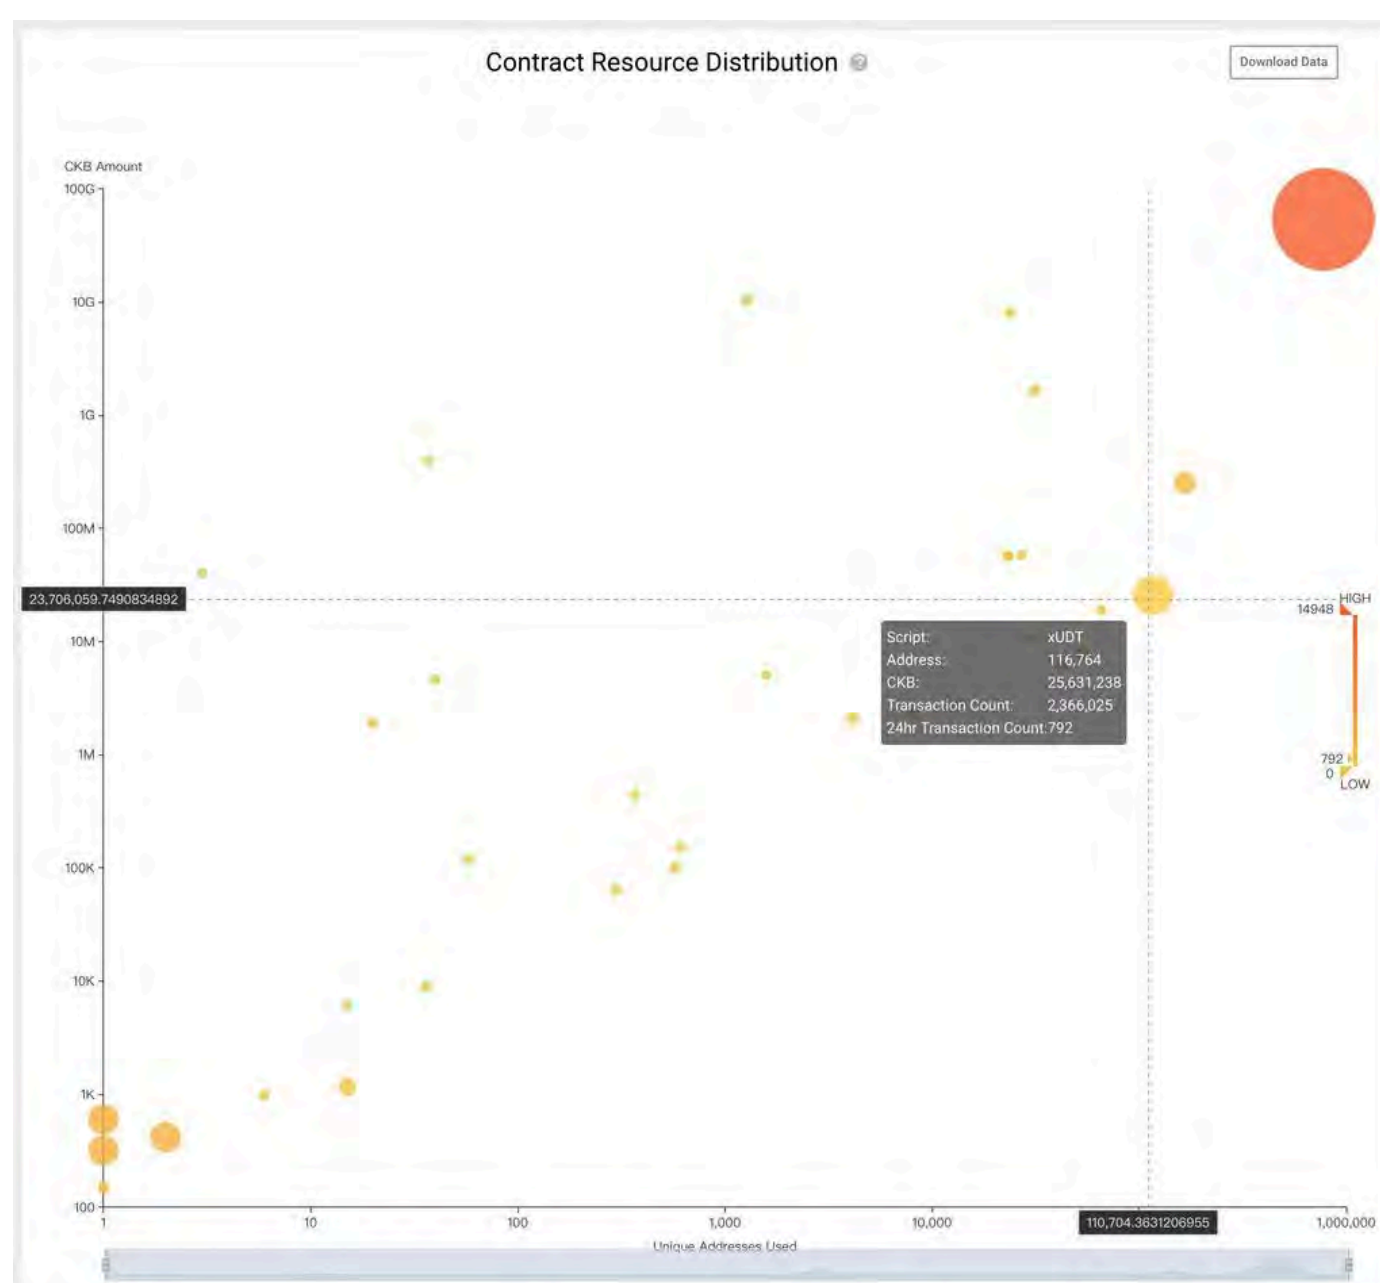 Contract Resource Distribution
Download Data
CKB Amount
100G
10G
1G
100M
23,706,059.7490834892
10M
1M
100K
10K
1K
100
Script: xUDT
Address: 116,764
CKB: 25,631,238
Transaction Count: 2,366,025
24hr Transaction Count:792
HIGH
14948
792
0
LOW
1 10 100 1,000 10,000 110,704.3631206955 1,000,000
Unique Addresses Used